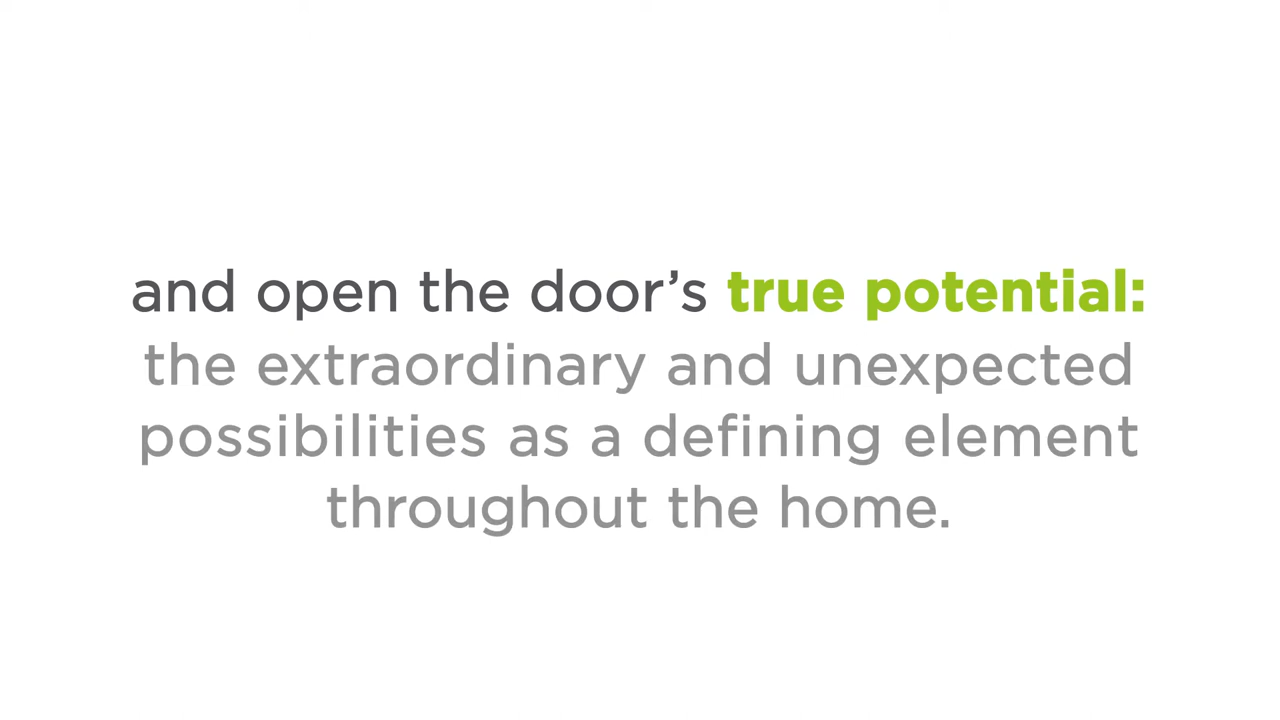 and open the door’s true potential:
the extraordinary and unexpected
possibilities as a defining element
throughout the home.